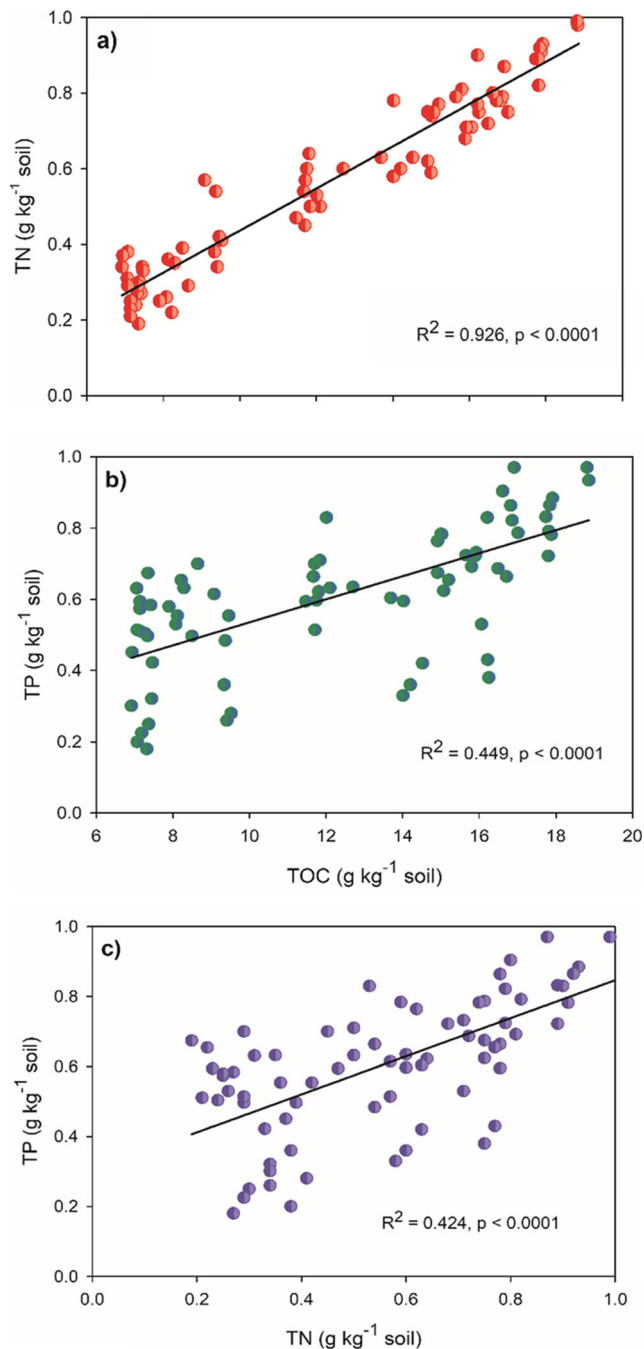 a)
1.0
0.8
0.6
0.4
0.2
0.0
TN (g kg⁻¹ soil)
R² = 0.926, p < 0.0001
b)
1.0
0.8
0.6
0.4
0.2
0.0
TP (g kg⁻¹ soil)
R² = 0.449, p < 0.0001
6 8 10 12 14 16 18 20
TOC (g kg⁻¹ soil)
c)
1.0
0.8
0.6
0.4
0.2
0.0
TP (g kg⁻¹ soil)
R² = 0.424, p < 0.0001
0.0 0.2 0.4 0.6 0.8 1.0
TN (g kg⁻¹ soil)